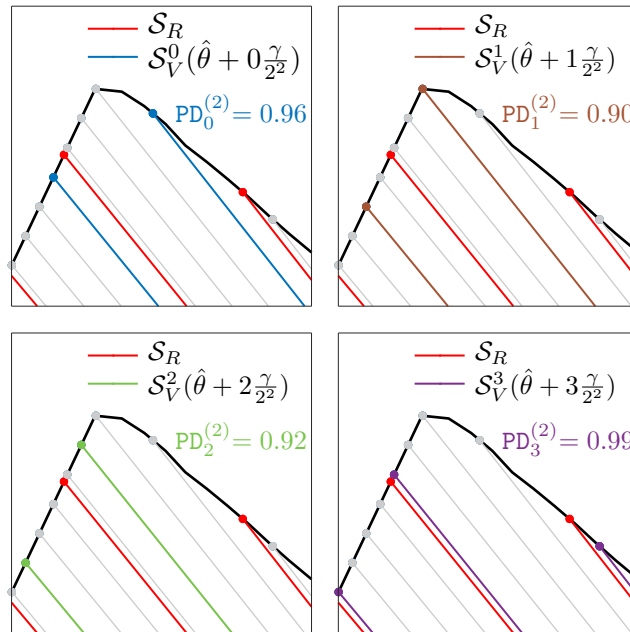 𝒮_R
𝒮_V^0(θ̂ + 0 γ/2²)
PD_0^(2) = 0.96
𝒮_R
𝒮_V^1(θ̂ + 1 γ/2²)
PD_1^(2) = 0.90
𝒮_R
𝒮_V^2(θ̂ + 2 γ/2²)
PD_2^(2) = 0.92
𝒮_R
𝒮_V^3(θ̂ + 3 γ/2²)
PD_3^(2) = 0.99